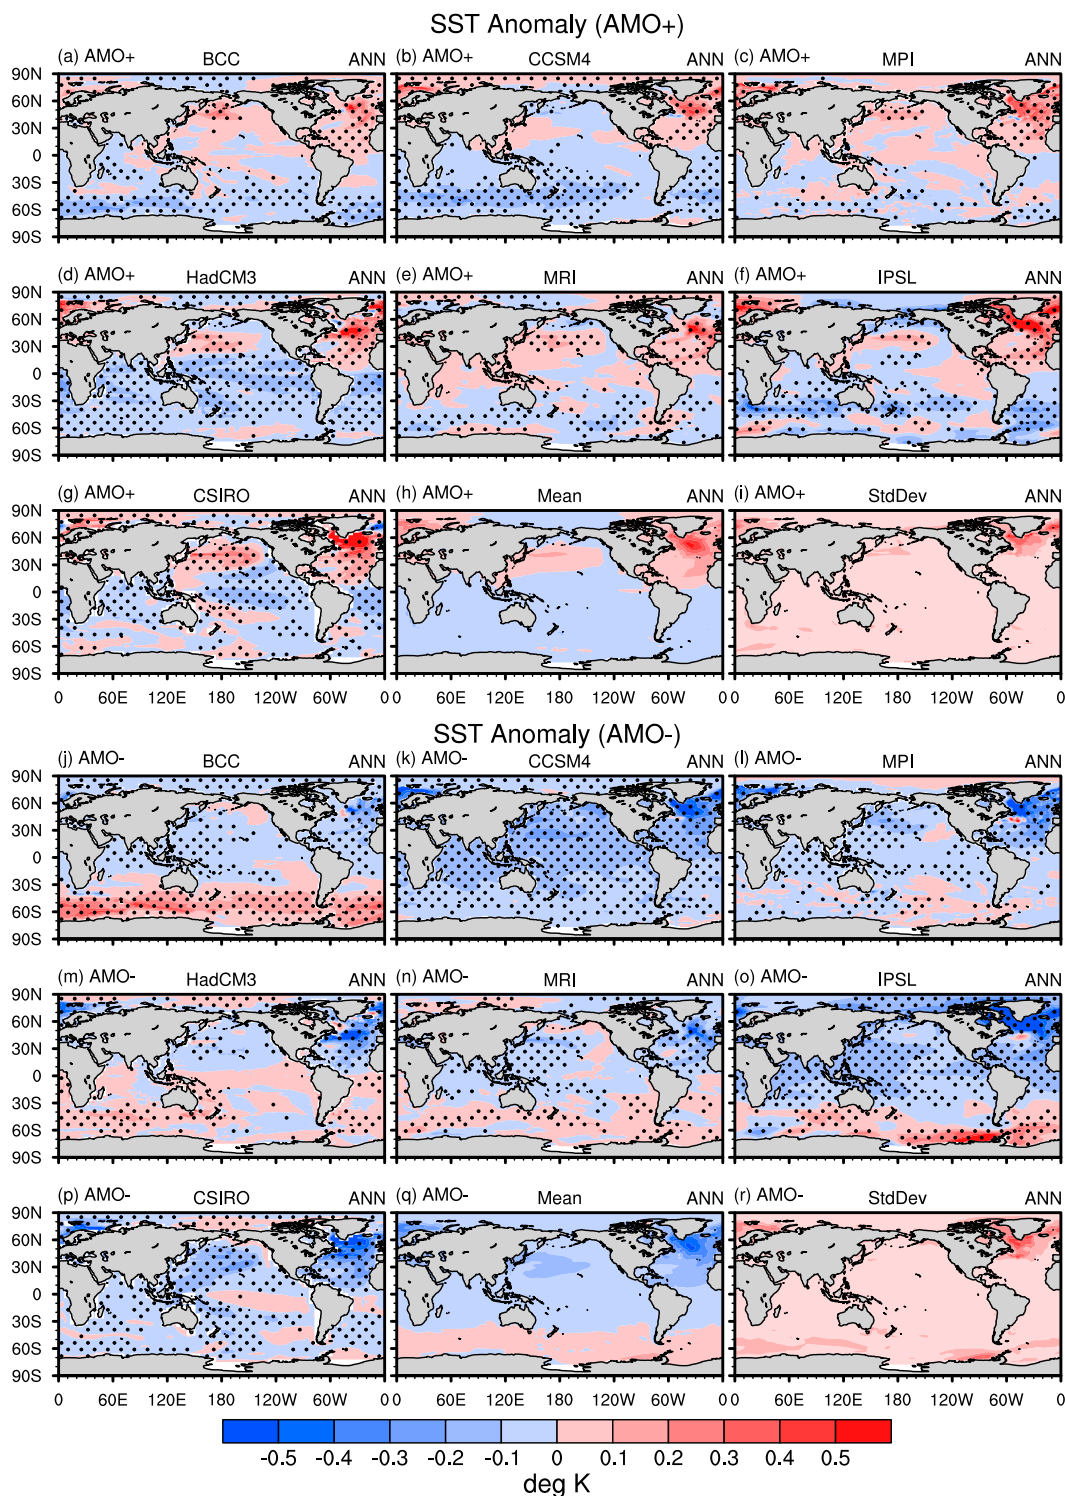 SST Anomaly (AMO+)
(a) AMO+ BCC ANN (b) AMO+ CCSM4 ANN (c) AMO+ MPI ANN
90N
60N
30N
0
30S
60S
90S
(d) AMO+ HadCM3 ANN (e) AMO+ MRI ANN (f) AMO+ IPSL ANN
90N
60N
30N
0
30S
60S
90S
(g) AMO+ CSIRO ANN (h) AMO+ Mean ANN (i) AMO+ StdDev ANN
90N
60N
30N
0
30S
60S
90S
0 60E 120E 180 120W 60W 0 60E 120E 180 120W 60W 0 60E 120E 180 120W 60W 0
SST Anomaly (AMO-)
(j) AMO- BCC ANN (k) AMO- CCSM4 ANN (l) AMO- MPI ANN
90N
60N
30N
0
30S
60S
90S
(m) AMO- HadCM3 ANN (n) AMO- MRI ANN (o) AMO- IPSL ANN
90N
60N
30N
0
30S
60S
90S
(p) AMO- CSIRO ANN (q) AMO- Mean ANN (r) AMO- StdDev ANN
90N
60N
30N
0
30S
60S
90S
0 60E 120E 180 120W 60W 0 60E 120E 180 120W 60W 0 60E 120E 180 120W 60W 0
-0.5 -0.4 -0.3 -0.2 -0.1 0 0.1 0.2 0.3 0.4 0.5
deg K